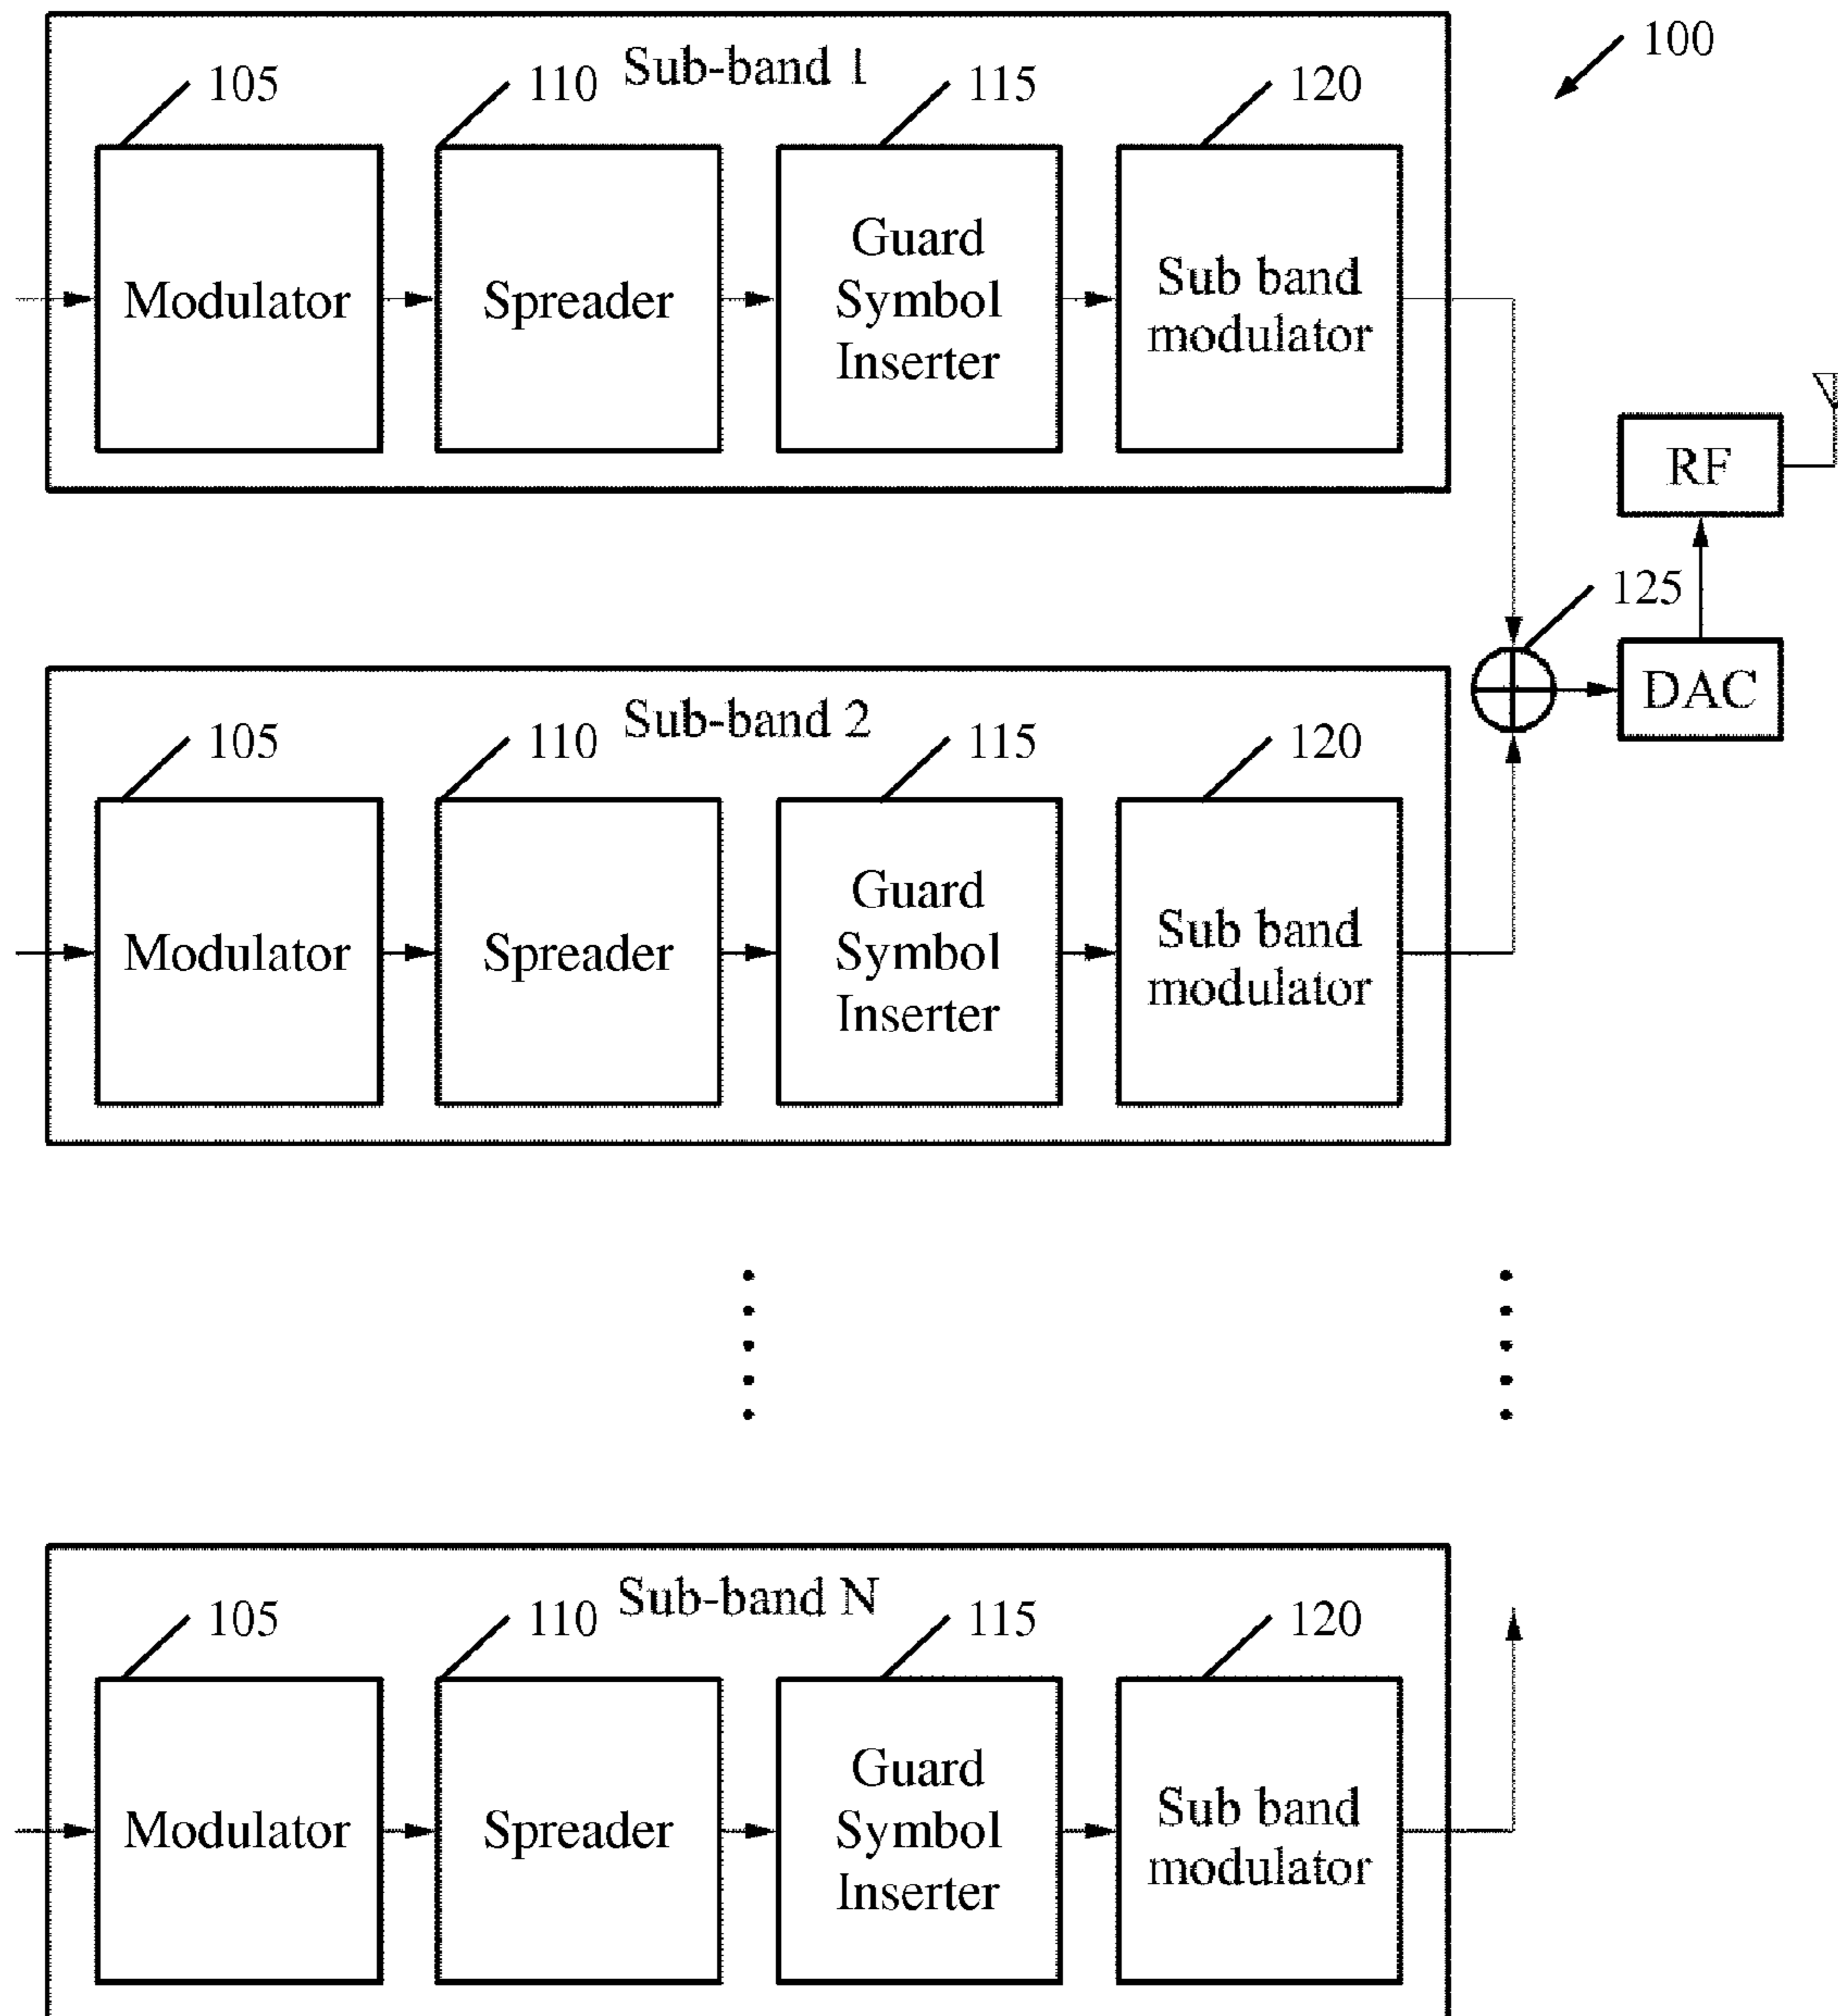 100
Sub-band 1
105
110
115
120
Modulator
Spreader
Guard
Symbol
Inserter
Sub band
modulator
RF
125
DAC
Sub-band 2
105
110
115
120
Modulator
Spreader
Guard
Symbol
Inserter
Sub band
modulator
Sub-band N
105
110
115
120
Modulator
Spreader
Guard
Symbol
Inserter
Sub band
modulator